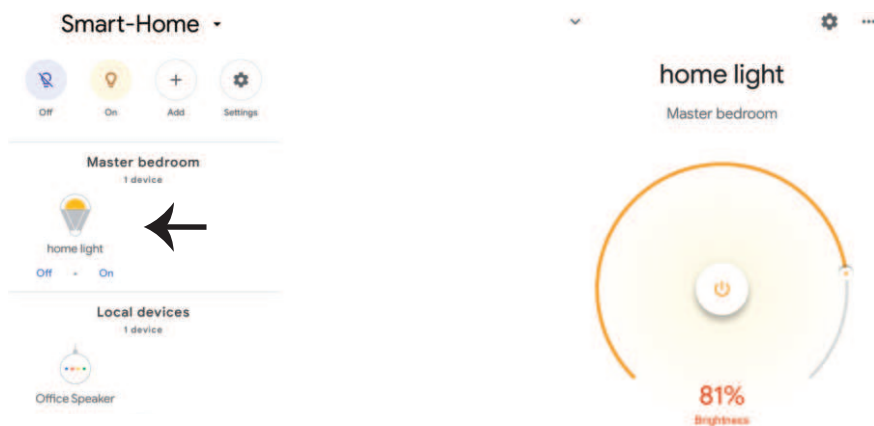 Smart-Home
Off On Add Settings
Master bedroom
1 device
home light
Off - On
Local devices
1 device
Office Speaker
home light
Master bedroom
81%
Brightness